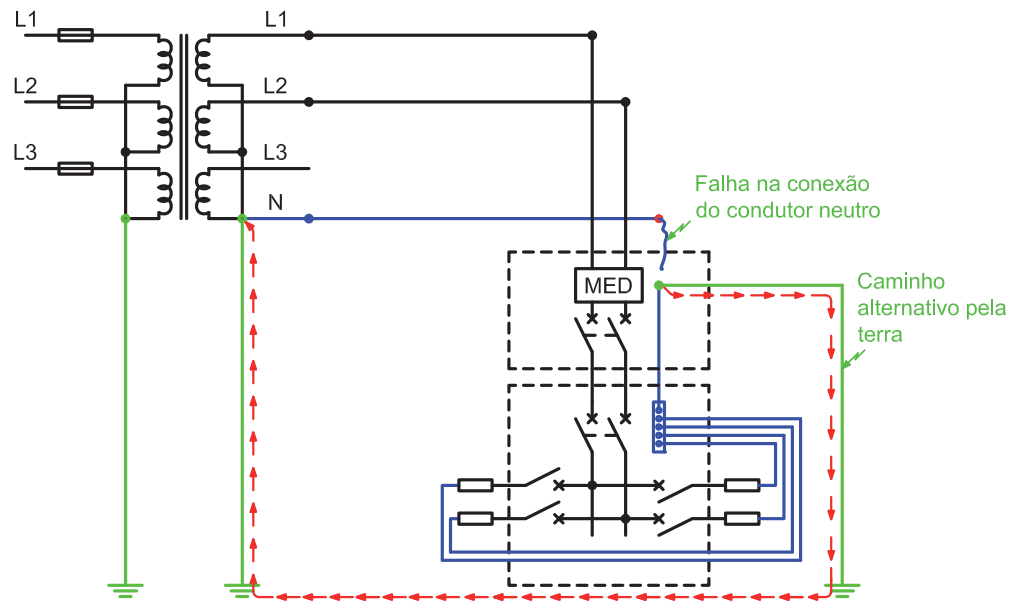 L1
L1
L2
L2
L3
L3
N
Falha na conexão
do condutor neutro
MED
Caminho
alternativo pela
terra